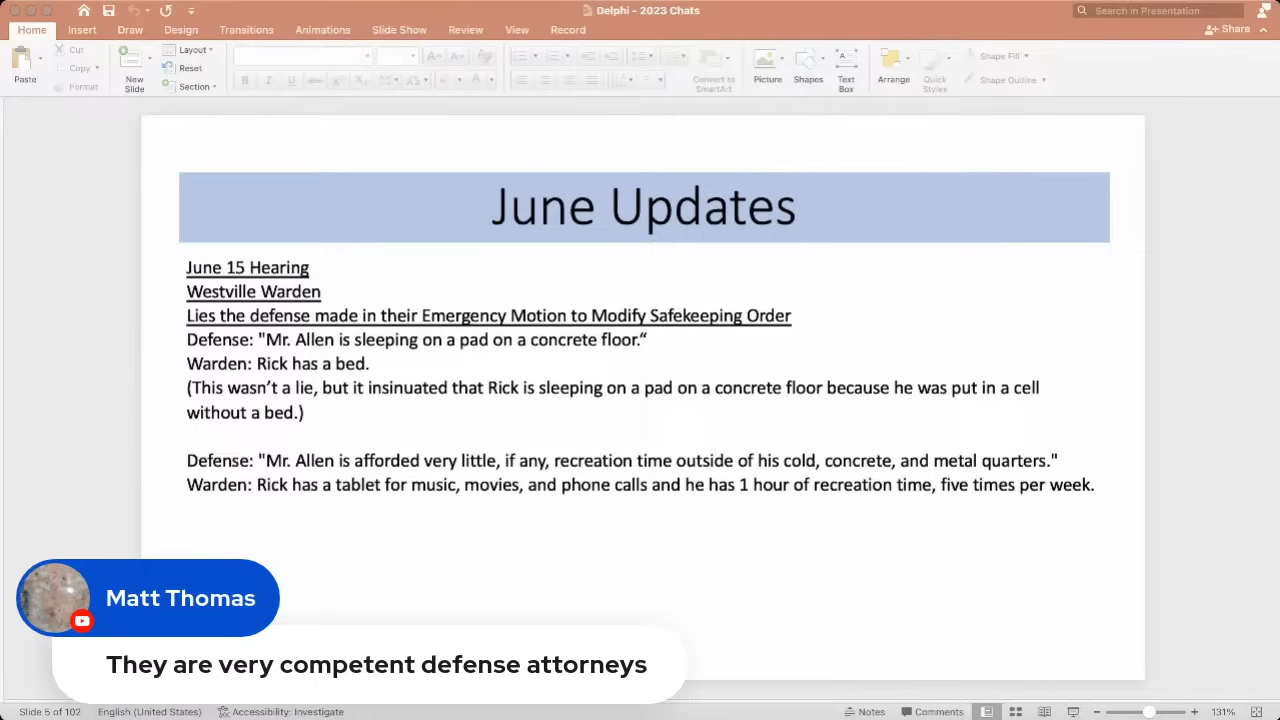 Delphi - 2023 Chats
Search in Presentation
Home Insert Draw Design Transitions Animations Slide Show Review View Record
Share
Paste
Cut
Copy
Format
New Slide
Layout
Reset
Section
Convert to SmartArt
Picture
Shapes
Text Box
Arrange
Quick Styles
Shape Fill
Shape Outline
June Updates
June 15 Hearing
Westville Warden
Lies the defense made in their Emergency Motion to Modify Safekeeping Order
Defense: "Mr. Allen is sleeping on a pad on a concrete floor.“
Warden: Rick has a bed.
(This wasn’t a lie, but it insinuated that Rick is sleeping on a pad on a concrete floor because he was put in a cell
without a bed.)
Defense: "Mr. Allen is afforded very little, if any, recreation time outside of his cold, concrete, and metal quarters."
Warden: Rick has a tablet for music, movies, and phone calls and he has 1 hour of recreation time, five times per week.
Matt Thomas
They are very competent defense attorneys
Slide 5 of 102 English (United States) Accessibility: Investigate Notes Comments 131%